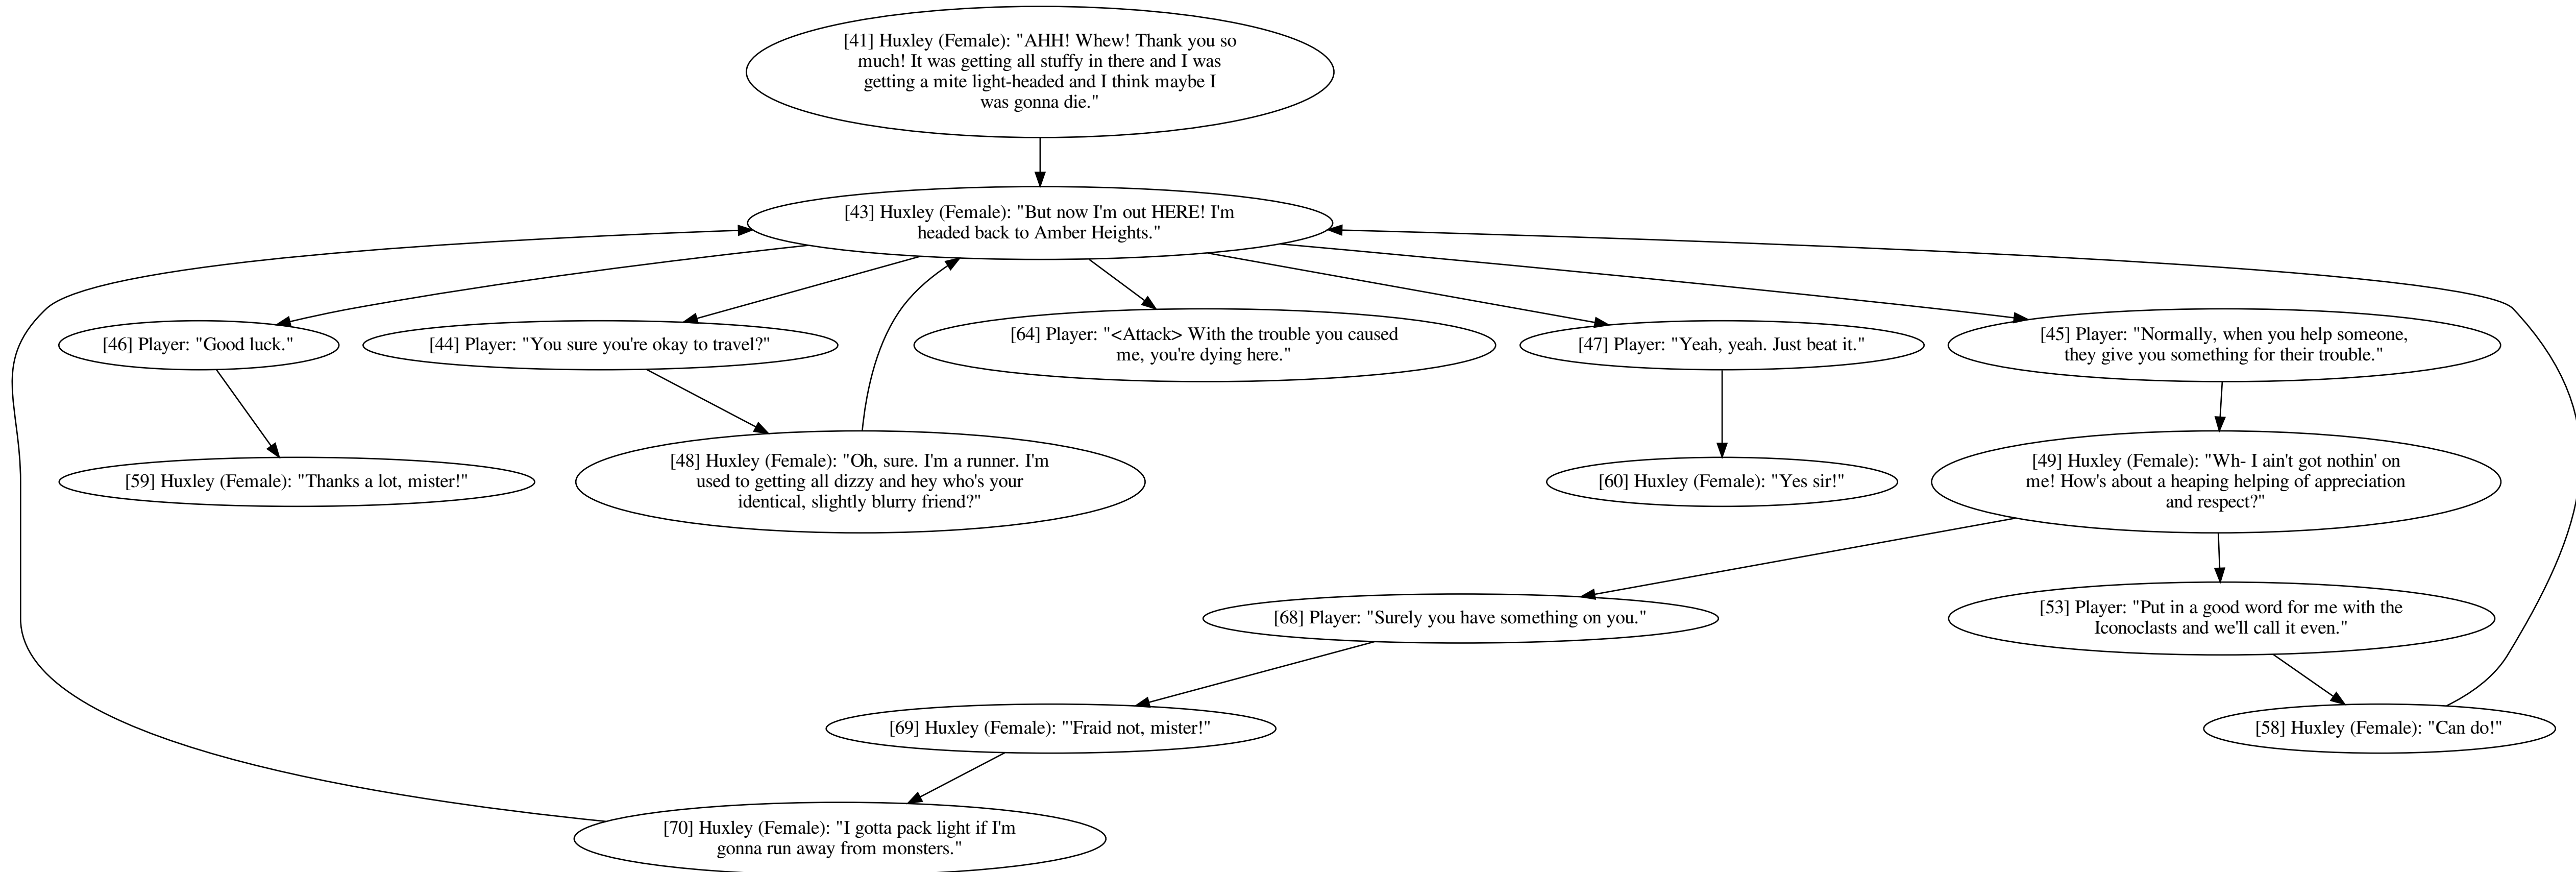 [41] Huxley (Female): "AHH! Whew! Thank you so
much! It was getting all stuffy in there and I was
getting a mite light-headed and I think maybe I
was gonna die."
[43] Huxley (Female): "But now I'm out HERE! I'm
headed back to Amber Heights."
[46] Player: "Good luck."
[44] Player: "You sure you're okay to travel?"
[64] Player: "<Attack> With the trouble you caused
me, you're dying here."
[47] Player: "Yeah, yeah. Just beat it."
[45] Player: "Normally, when you help someone,
they give you something for their trouble."
[59] Huxley (Female): "Thanks a lot, mister!"
[48] Huxley (Female): "Oh, sure. I'm a runner. I'm
used to getting all dizzy and hey who's your
identical, slightly blurry friend?"
[60] Huxley (Female): "Yes sir!"
[49] Huxley (Female): "Wh- I ain't got nothin' on
me! How's about a heaping helping of appreciation
and respect?"
[68] Player: "Surely you have something on you."
[53] Player: "Put in a good word for me with the
Iconoclasts and we'll call it even."
[69] Huxley (Female): "'Fraid not, mister!"
[58] Huxley (Female): "Can do!"
[70] Huxley (Female): "I gotta pack light if I'm
gonna run away from monsters."